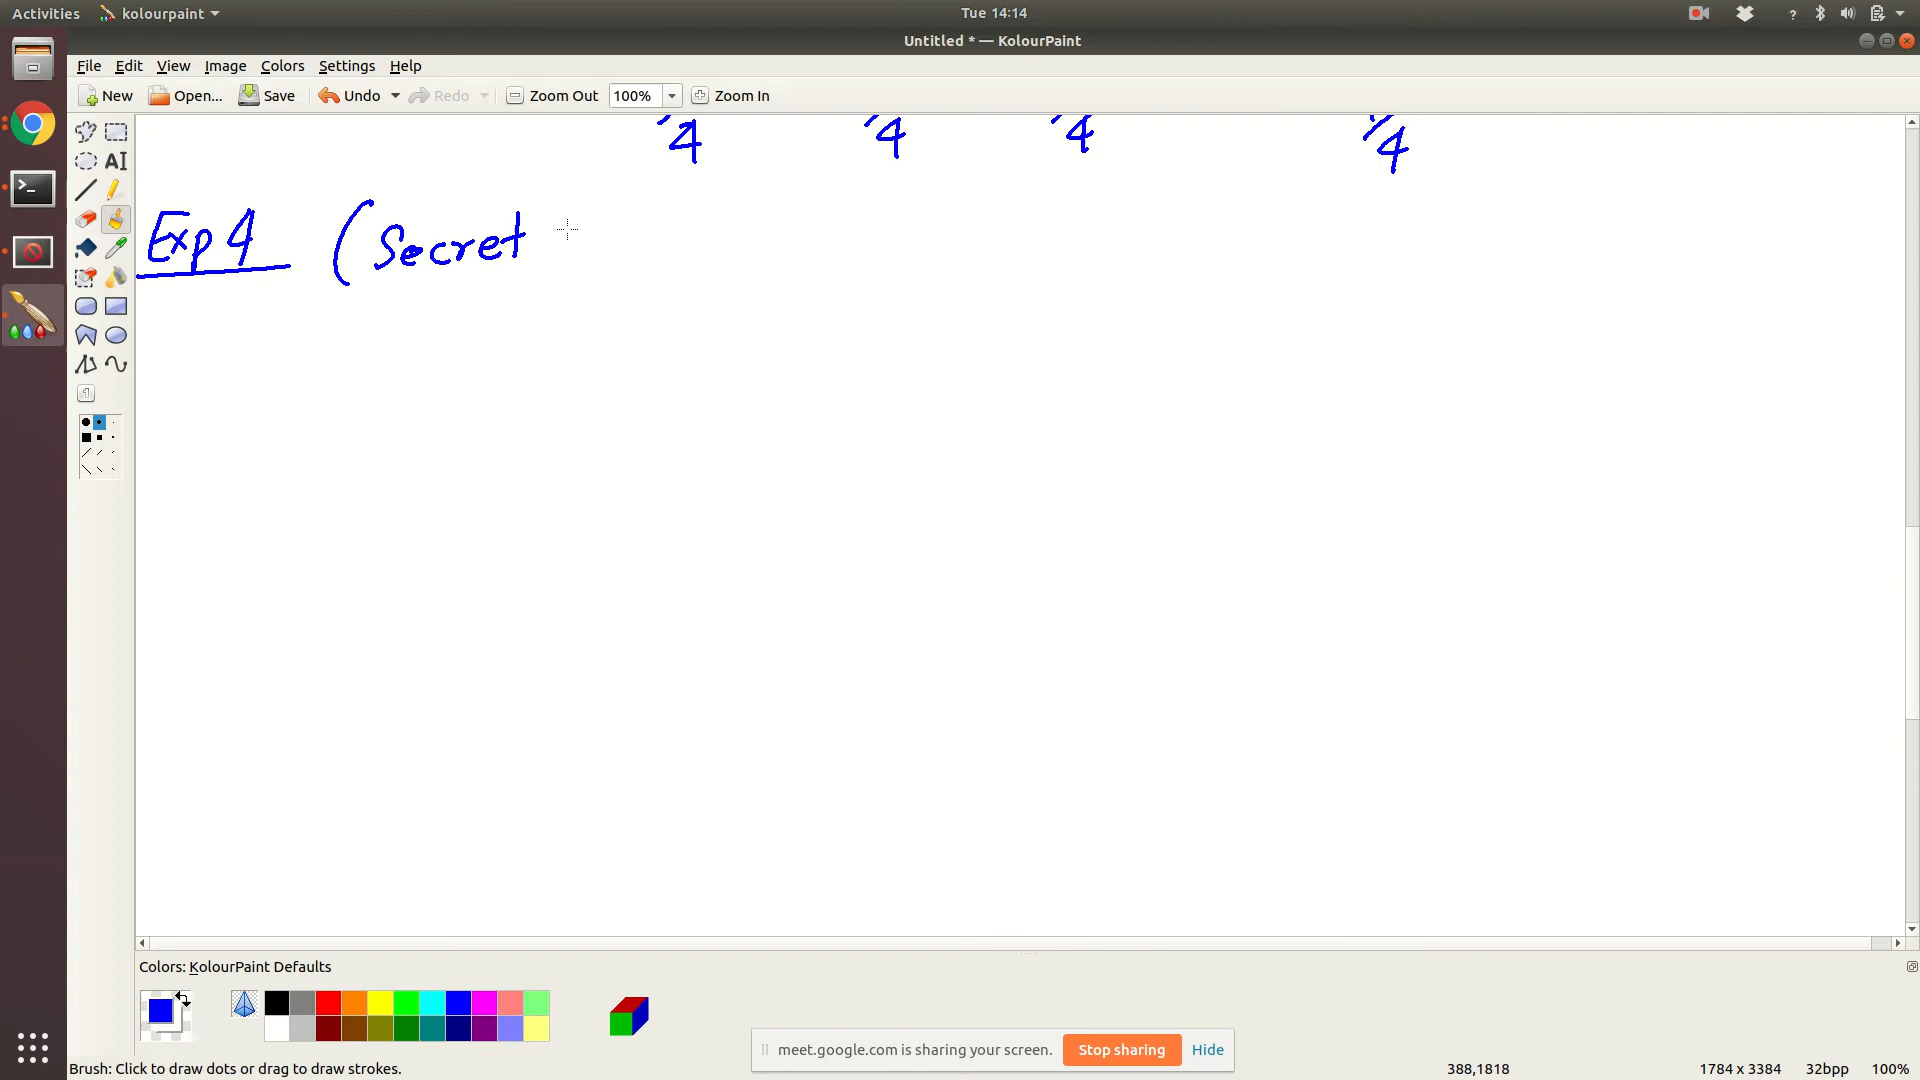 Activities kolourpaint Tue 14:14 ?
Untitled * — KolourPaint
File Edit View Image Colors Settings Help
New Open... Save Undo Redo Zoom Out 100% Zoom In
4 4 4 4
Exp 4 (Secret
Colors: KolourPaint Defaults
meet.google.com is sharing your screen. Stop sharing Hide
Brush: Click to draw dots or drag to draw strokes. 388,1818 1784 x 3384 32bpp 100%